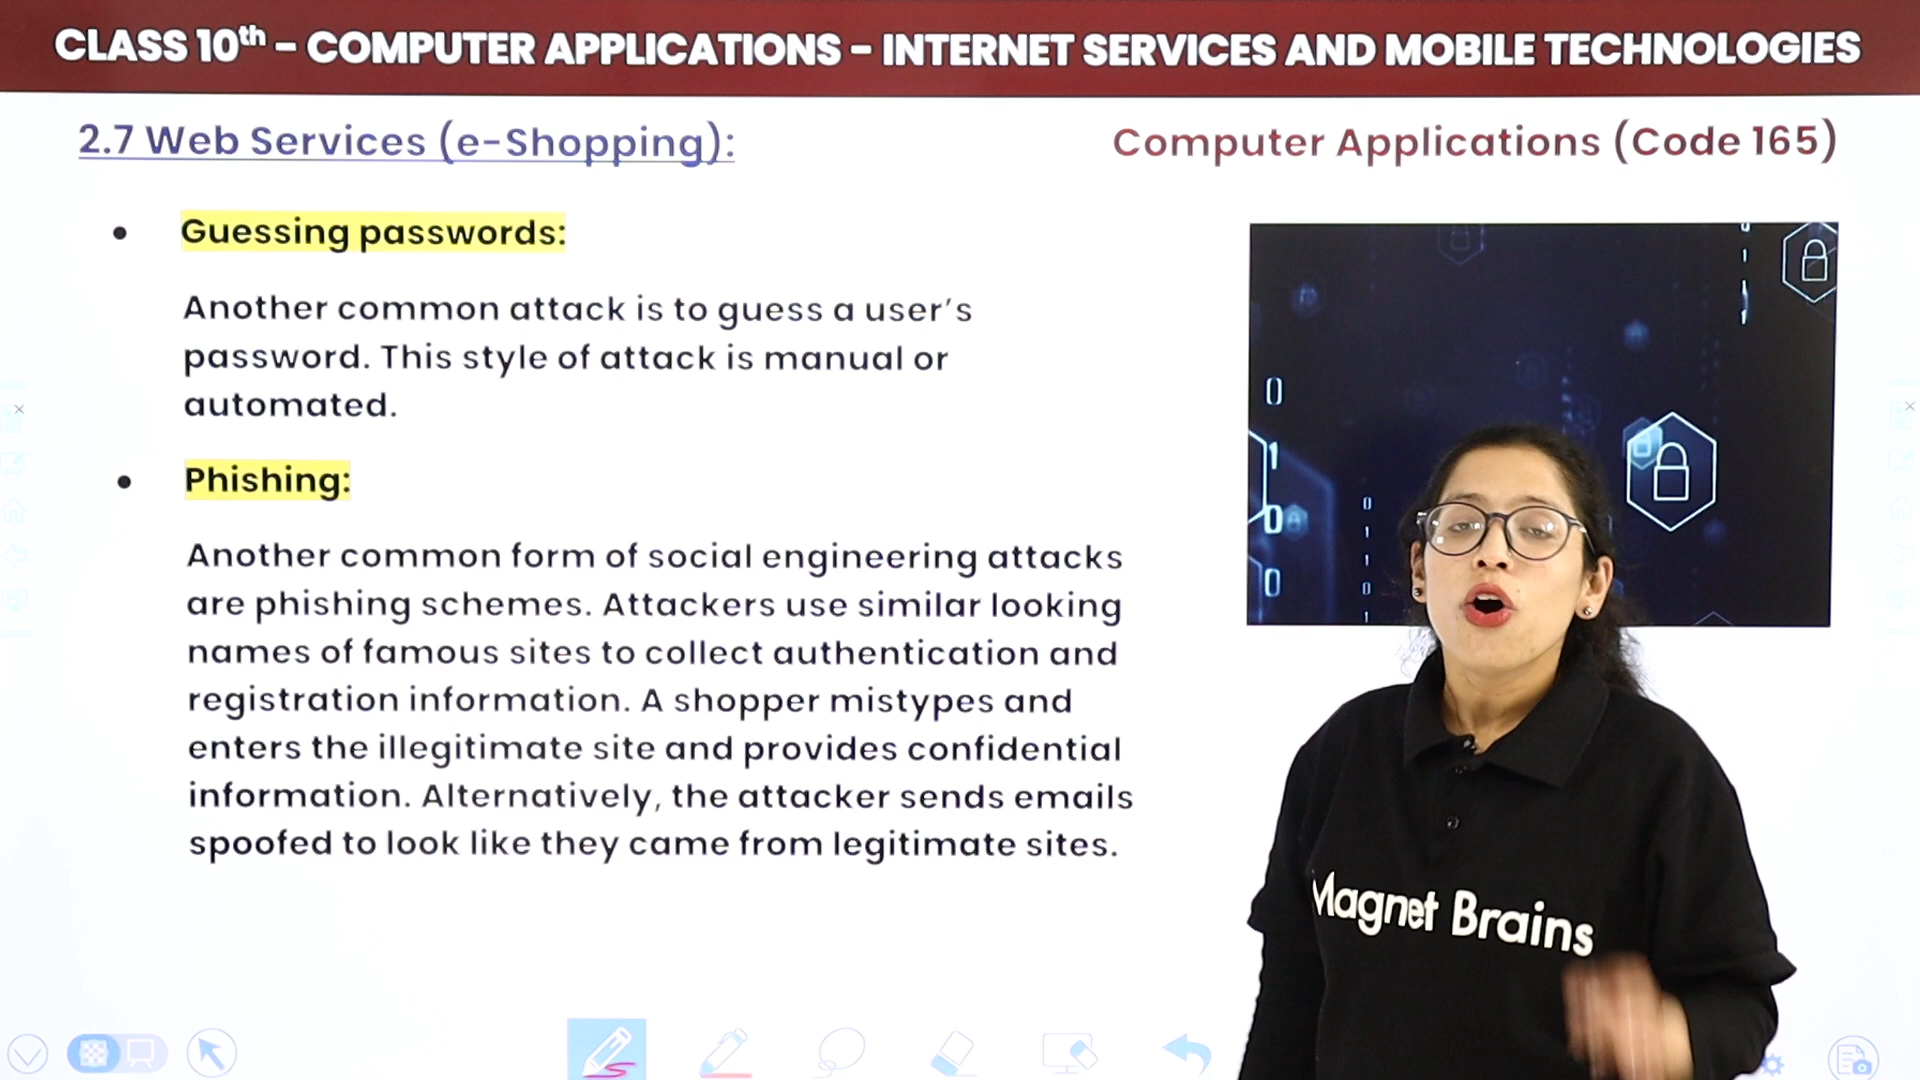 CLASS 10th – COMPUTER APPLICATIONS – INTERNET SERVICES AND MOBILE TECHNOLOGIES
2.7 Web Services (e-Shopping):
Computer Applications (Code 165)
• Guessing passwords:
Another common attack is to guess a user’s
password. This style of attack is manual or
automated.
• Phishing:
Another common form of social engineering attacks
are phishing schemes. Attackers use similar looking
names of famous sites to collect authentication and
registration information. A shopper mistypes and
enters the illegitimate site and provides confidential
information. Alternatively, the attacker sends emails
spoofed to look like they came from legitimate sites.
Magnet Brains